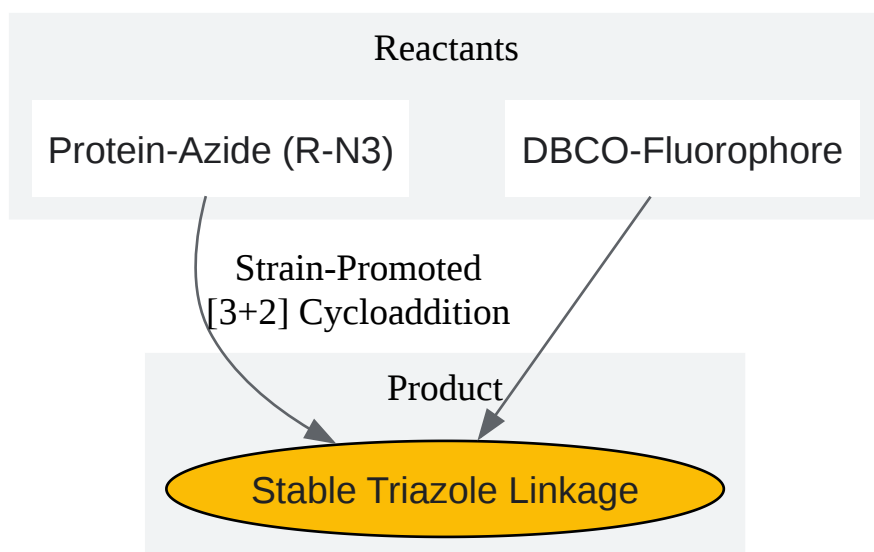 Reactants
Protein-Azide (R-N3)
DBCO-Fluorophore
Strain-Promoted
[3+2] Cycloaddition
Product
Stable Triazole Linkage